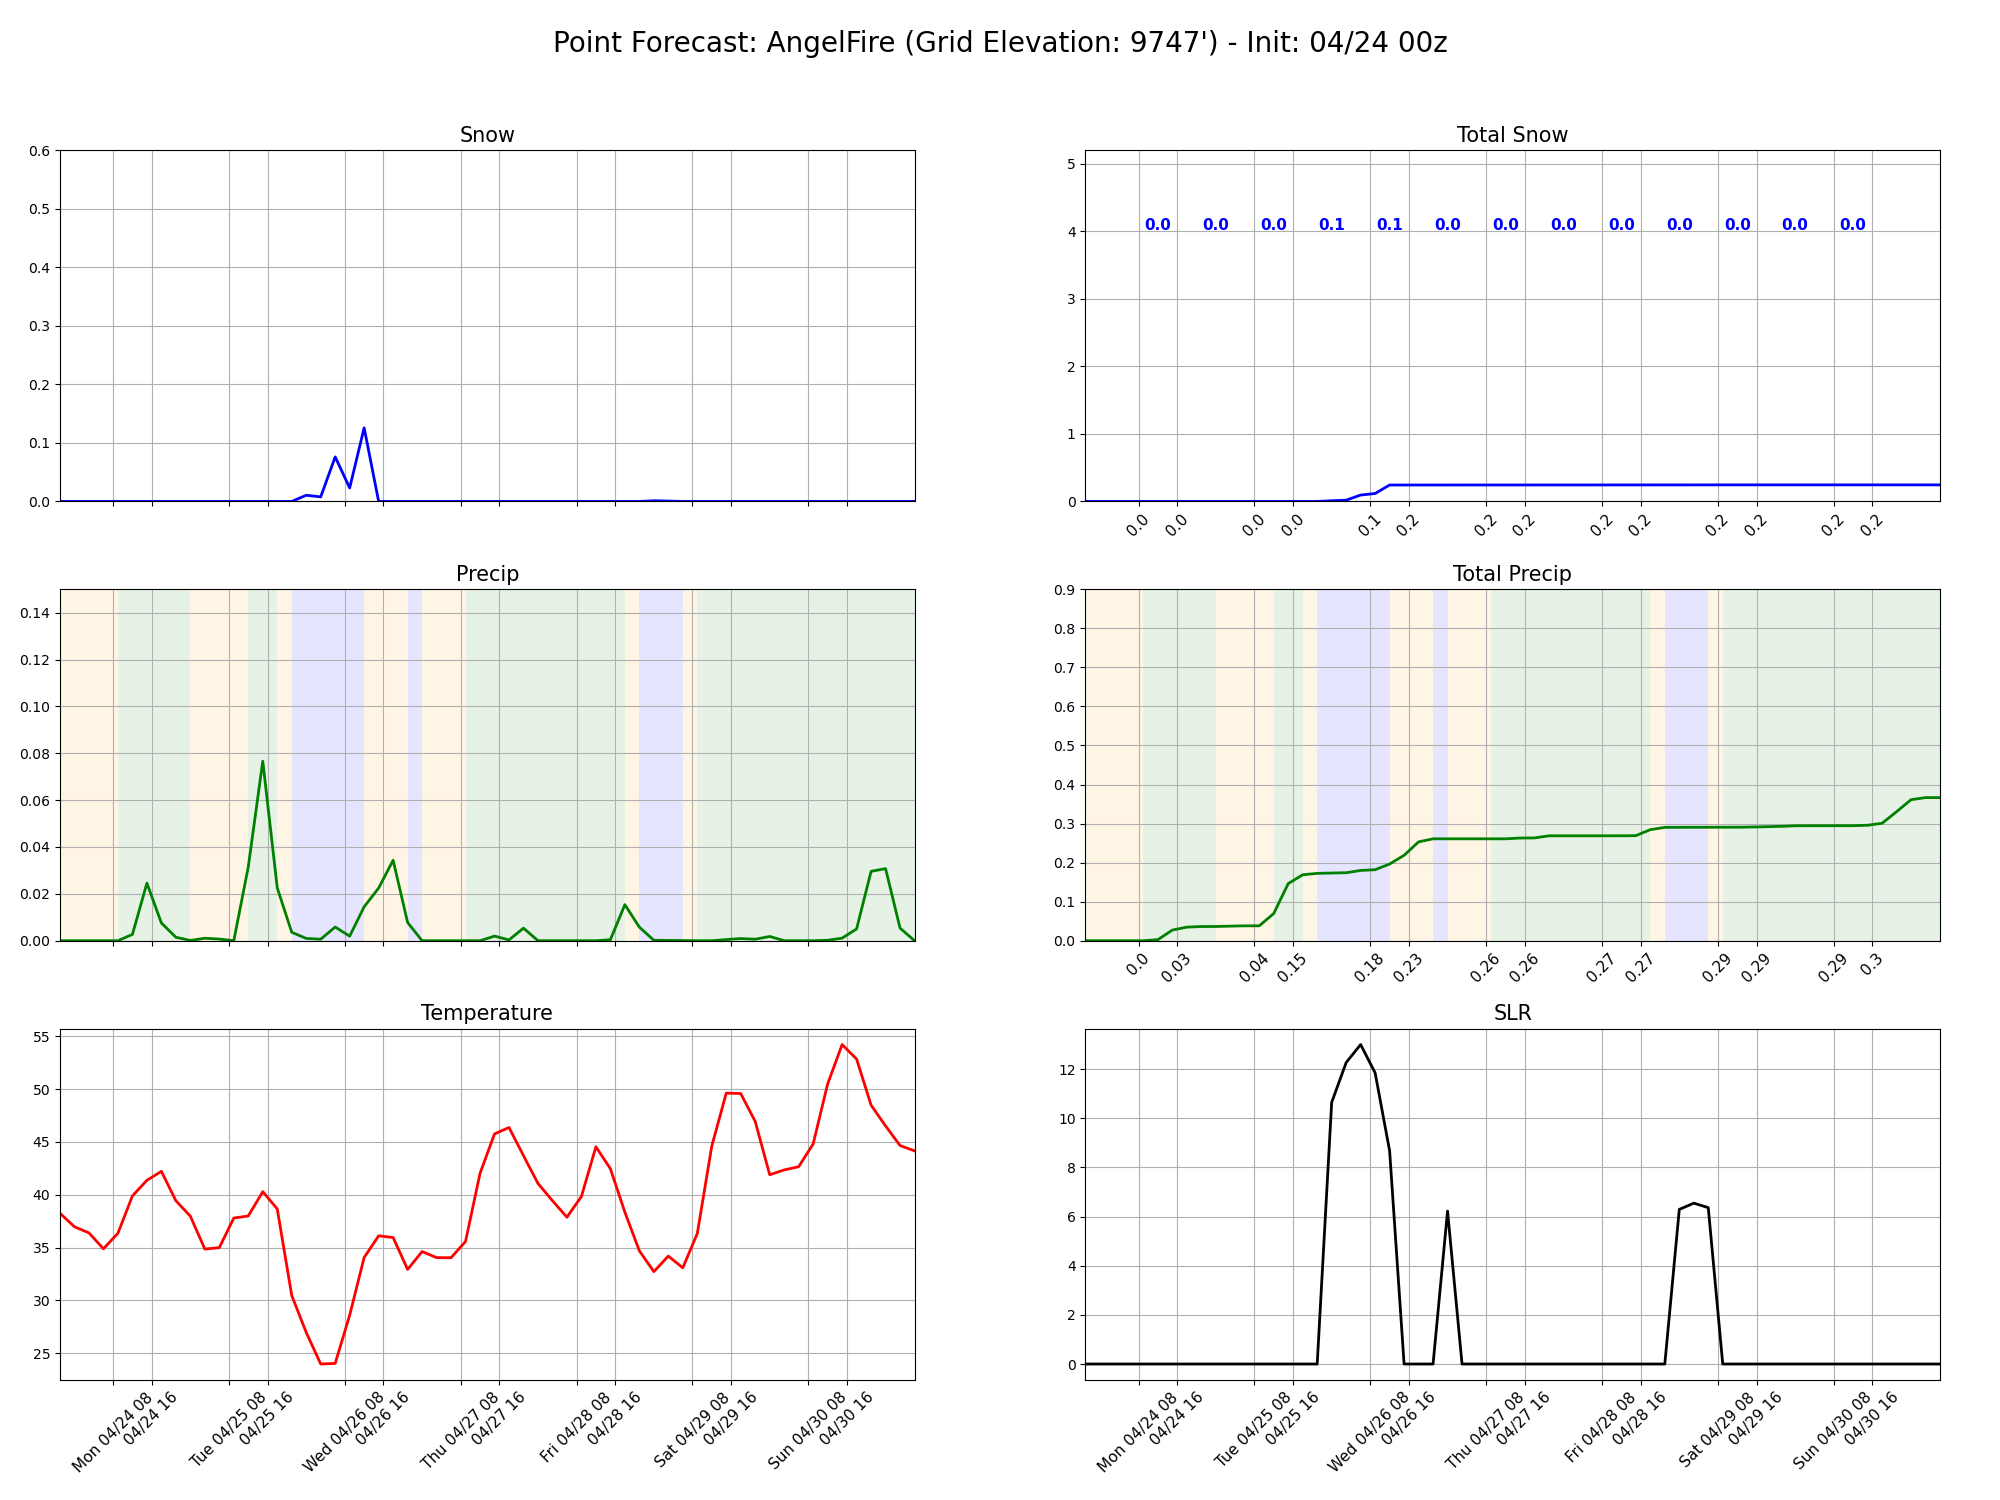 Point Forecast: AngelFire (Grid Elevation: 9747') - Init: 04/24 00z
Snow
0.6
0.5
0.4
0.3
0.2
0.1
0.0
Total Snow
5
4
3
2
1
0
0.0 0.0 0.0 0.1 0.1 0.0 0.0 0.0 0.0 0.0 0.0 0.0 0.0
0.0 0.0 0.0 0.0 0.1 0.2 0.2 0.2 0.2 0.2 0.2 0.2 0.2 0.2
Precip
0.14
0.12
0.10
0.08
0.06
0.04
0.02
0.00
Total Precip
0.9
0.8
0.7
0.6
0.5
0.4
0.3
0.2
0.1
0.0
0.0 0.03 0.04 0.15 0.18 0.23 0.26 0.26 0.27 0.27 0.29 0.29 0.29 0.3
Temperature
55
50
45
40
35
30
25
Mon 04/24 08
04/24 16
Tue 04/25 08
04/25 16
Wed 04/26 08
04/26 16
Thu 04/27 08
04/27 16
Fri 04/28 08
04/28 16
Sat 04/29 08
04/29 16
Sun 04/30 08
04/30 16
SLR
12
10
8
6
4
2
0
Mon 04/24 08
04/24 16
Tue 04/25 08
04/25 16
Wed 04/26 08
04/26 16
Thu 04/27 08
04/27 16
Fri 04/28 08
04/28 16
Sat 04/29 08
04/29 16
Sun 04/30 08
04/30 16